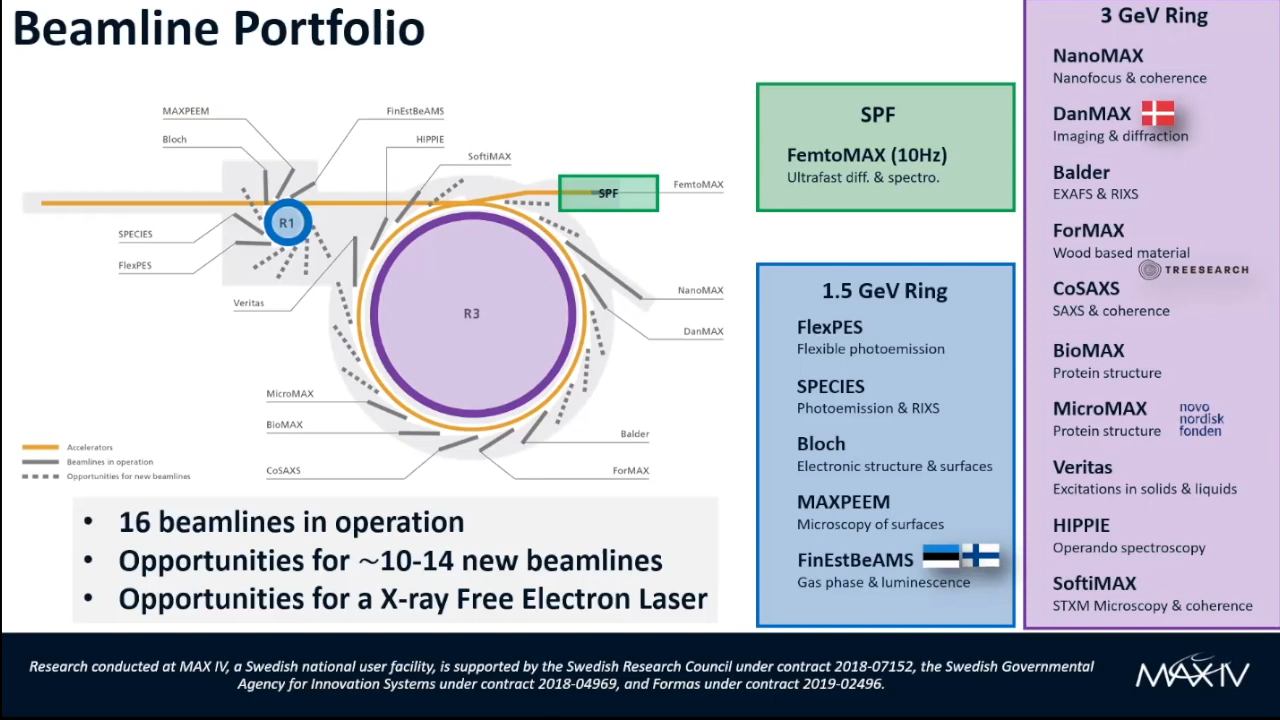 Beamline Portfolio
MAXPEEM
Bloch
FinEstBeAMS
HIPPIE
SoftiMAX
SPF
FemtoMAX
R1
SPECIES
FlexPES
Veritas
R3
NanoMAX
DanMAX
MicroMAX
BioMAX
CoSAXS
Balder
ForMAX
Accelerators
Beamlines in operation
Opportunities for new beamlines
• 16 beamlines in operation
• Opportunities for ~10-14 new beamlines
• Opportunities for a X-ray Free Electron Laser
SPF
FemtoMAX (10Hz)
Ultrafast diff. & spectro.
1.5 GeV Ring
FlexPES
Flexible photoemission
SPECIES
Photoemission & RIXS
Bloch
Electronic structure & surfaces
MAXPEEM
Microscopy of surfaces
FinEstBeAMS
Gas phase & luminescence
3 GeV Ring
NanoMAX
Nanofocus & coherence
DanMAX
Imaging & diffraction
Balder
EXAFS & RIXS
ForMAX
Wood based material
TREESEARCH
CoSAXS
SAXS & coherence
BioMAX
Protein structure
MicroMAX
Protein structure
novo
nordisk
fonden
Veritas
Excitations in solids & liquids
HIPPIE
Operando spectroscopy
SoftiMAX
STXM Microscopy & coherence
Research conducted at MAX IV, a Swedish national user facility, is supported by the Swedish Research Council under contract 2018-07152, the Swedish Governmental
Agency for Innovation Systems under contract 2018-04969, and Formas under contract 2019-02496.
MAX IV